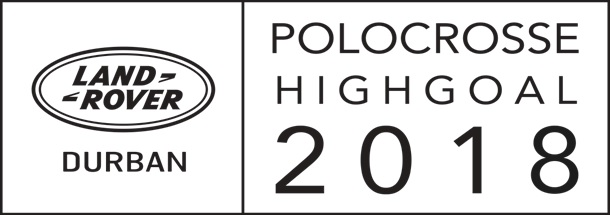 LAND-
-ROVER
DURBAN
POLOCROSSE
HIGHGOAL
2018